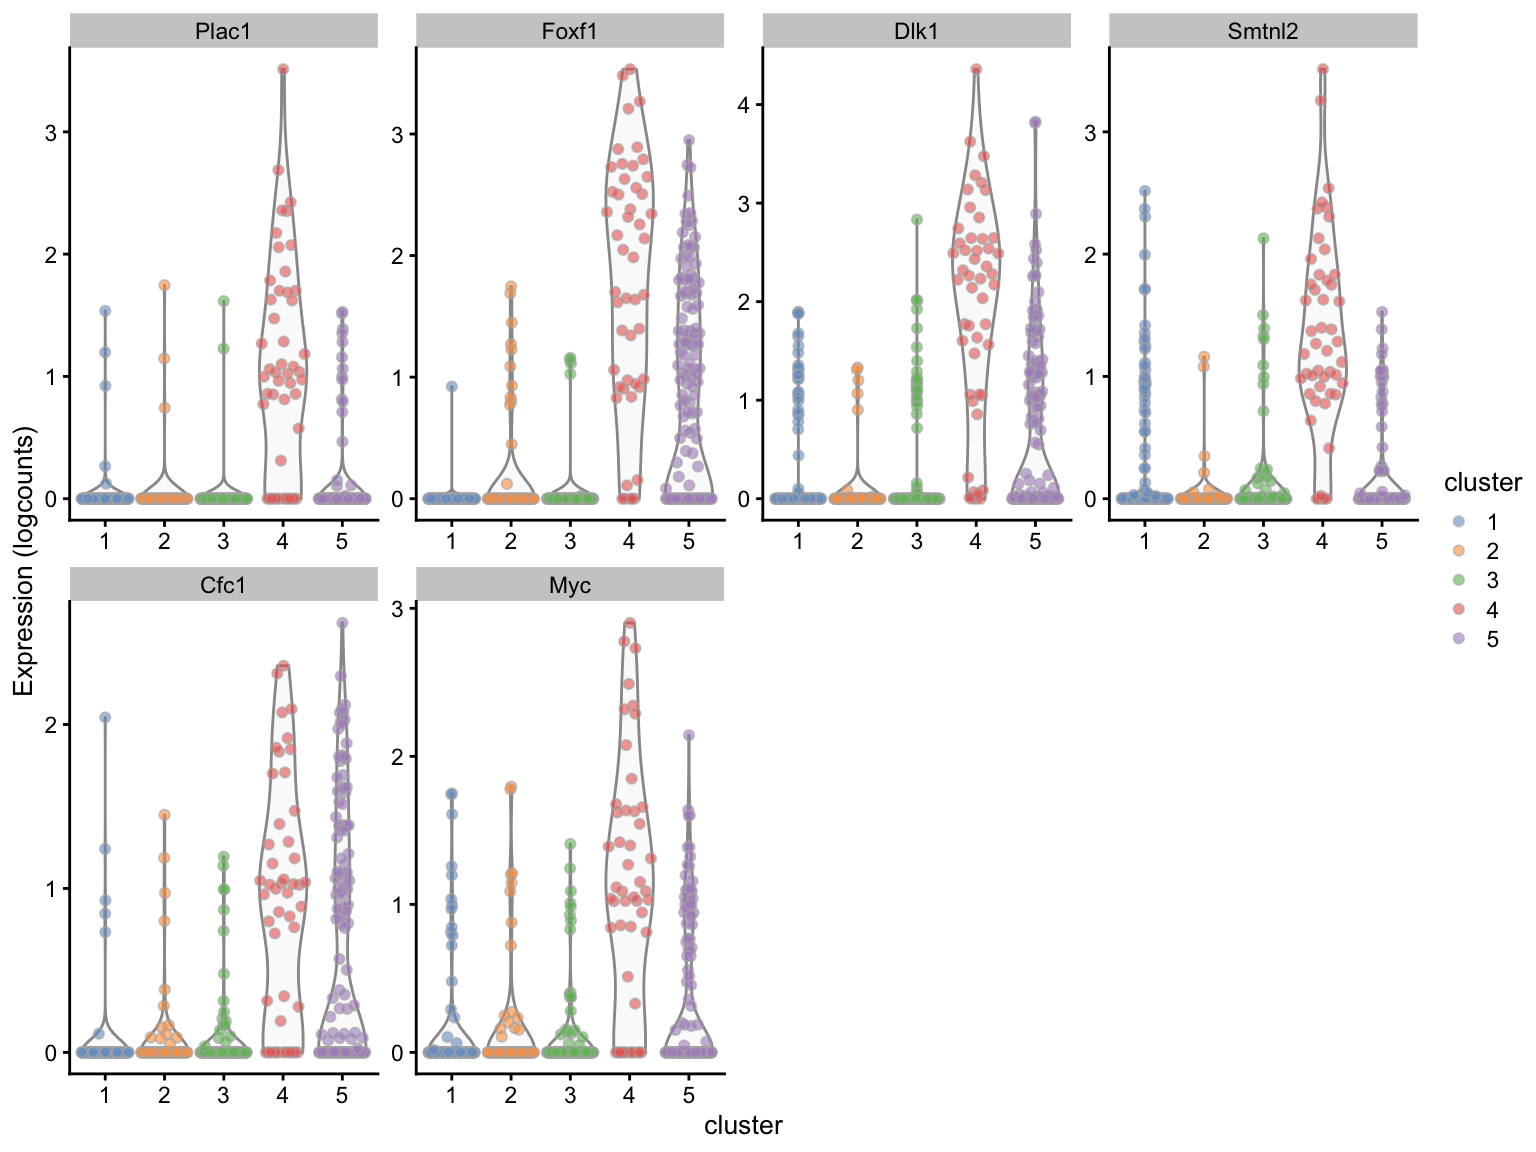 Plac1 Foxf1 Dlk1 Smtnl2
3 3 4 3
2 2 3 2
1 1 2 1
0 0 1 0
0
1 2 3 4 5 1 2 3 4 5 1 2 3 4 5 1 2 3 4 5
Expression (logcounts)
cluster
1
2
3
4
5
Cfc1 Myc
2 3
1 2
0 1
0
1 2 3 4 5 1 2 3 4 5
cluster